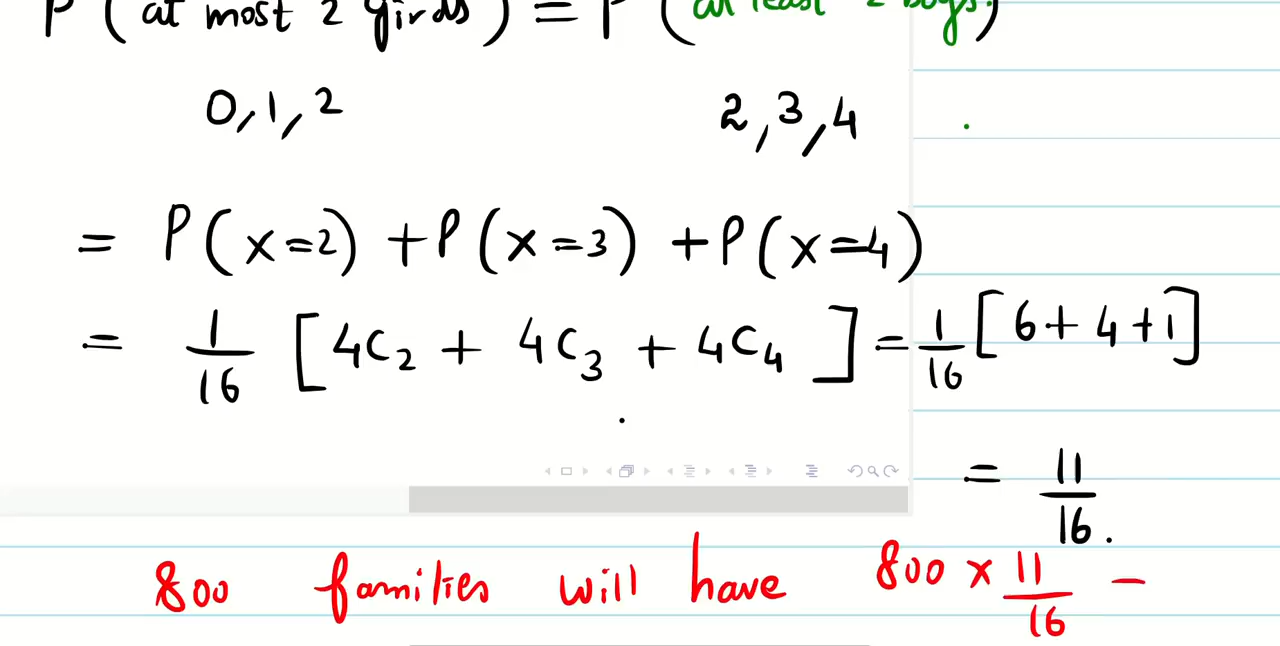 P ( at most 2 girds ) = P ( at least 2 boys. )
0, 1, 2 2, 3, 4
= P(x=2) + P(x=3) + P(x=4)
= 1/16 [4C2 + 4C3 + 4C4] = 1/16 [6+4+1]
= 11/16.
800 families will have 800 × 11/16 =